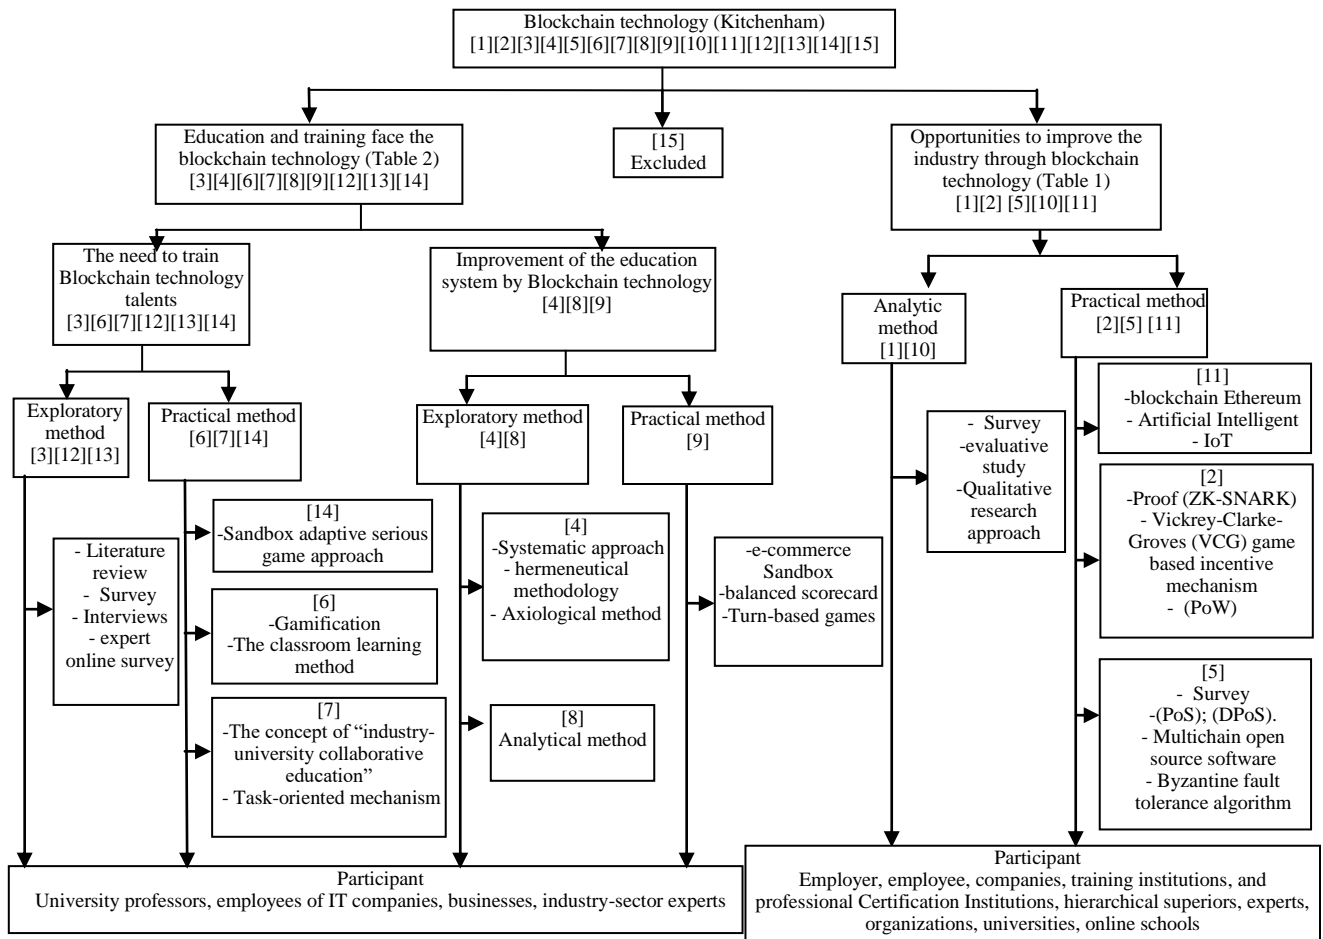 Blockchain technology (Kitchenham)
[1][2][3][4][5][6][7][8][9][10][11][12][13][14][15]
Education and training face the
blockchain technology (Table 2)
[3][4][6][7][8][9][12][13][14]
[15]
Excluded
Opportunities to improve the
industry through blockchain
technology (Table 1)
[1][2] [5][10][11]
The need to train
Blockchain technology
talents
[3][6][7][12][13][14]
Improvement of the education
system by Blockchain technology
[4][8][9]
Analytic
method
[1][10]
Practical method
[2][5] [11]
Exploratory
method
[3][12][13]
Practical method
[6][7][14]
Exploratory method
[4][8]
Practical method
[9]
- Literature
review
- Survey
- Interviews
- expert
online survey
[14]
-Sandbox adaptive serious
game approach
[6]
-Gamification
-The classroom learning
method
[7]
-The concept of “industry-
university collaborative
education”
- Task-oriented mechanism
[4]
-Systematic approach
- hermeneutical
methodology
- Axiological method
[8]
Analytical method
-e-commerce
Sandbox
-balanced scorecard
-Turn-based games
- Survey
-evaluative
study
-Qualitative
research
approach
[11]
-blockchain Ethereum
- Artificial Intelligent
- IoT
[2]
-Proof (ZK-SNARK)
- Vickrey-Clarke-
Groves (VCG) game
based incentive
mechanism
- (PoW)
[5]
- Survey
-(PoS); (DPoS).
- Multichain open
source software
- Byzantine fault
tolerance algorithm
Participant
University professors, employees of IT companies, businesses, industry-sector experts
Participant
Employer, employee, companies, training institutions, and
professional Certification Institutions, hierarchical superiors, experts,
organizations, universities, online schools